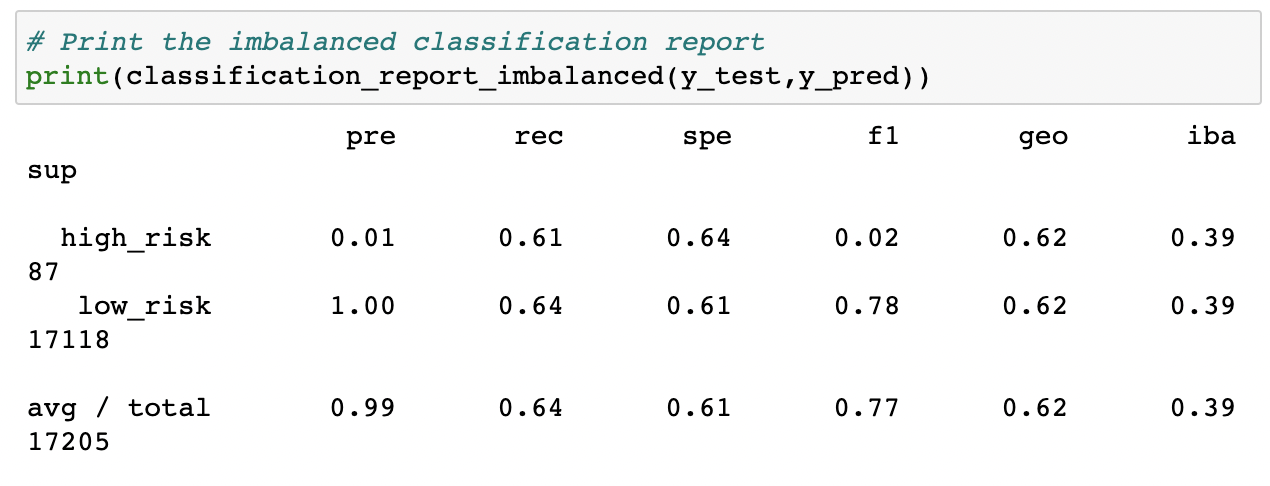 # Print the imbalanced classification report
print(classification_report_imbalanced(y_test,y_pred))
pre rec spe f1 geo iba
sup
high_risk 0.01 0.61 0.64 0.02 0.62 0.39
87
low_risk 1.00 0.64 0.61 0.78 0.62 0.39
17118
avg / total 0.99 0.64 0.61 0.77 0.62 0.39
17205